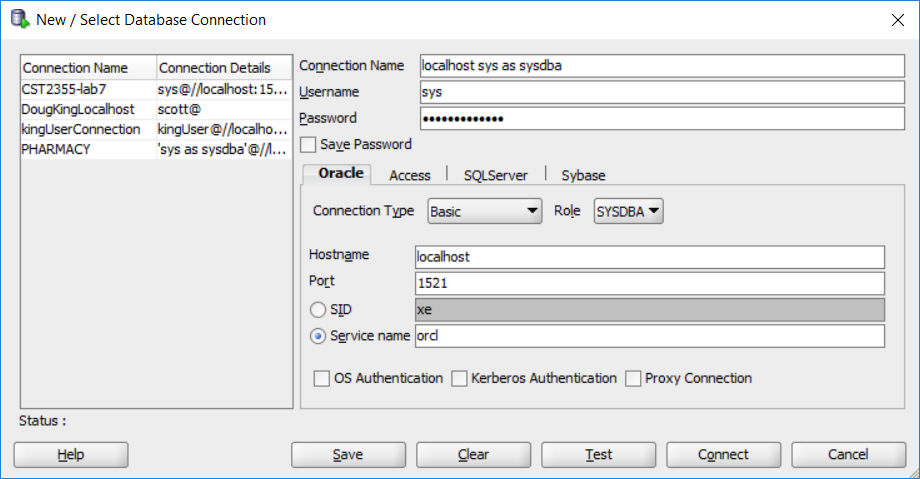 New / Select Database Connection
Connection Name Connection Details
CST2355-lab7 sys@//localhost:15...
DougKingLocalhost scott@
kingUserConnection kingUser@//localho...
PHARMACY 'sys as sysdba'@//l...
Connection Name localhost sys as sysdba
Username sys
Password •••••••••••••
Save Password
Oracle Access SQLServer Sybase
Connection Type Basic Role SYSDBA
Hostname localhost
Port 1521
SID xe
Service name orcl
OS Authentication Kerberos Authentication Proxy Connection
Status :
Help Save Clear Test Connect Cancel